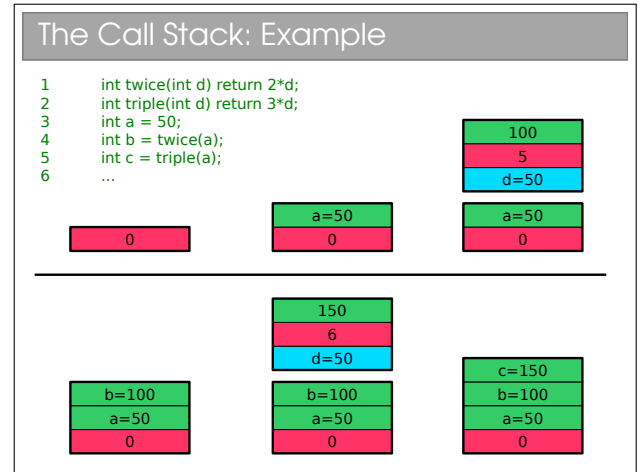 The Call Stack: Example
1 int twice(int d) return 2*d;
2 int triple(int d) return 3*d;
3 int a = 50;
4 int b = twice(a);
5 int c = triple(a);
6 ...
0
a=50
0
100
5
d=50
a=50
0
b=100
a=50
0
150
6
d=50
b=100
a=50
0
c=150
b=100
a=50
0